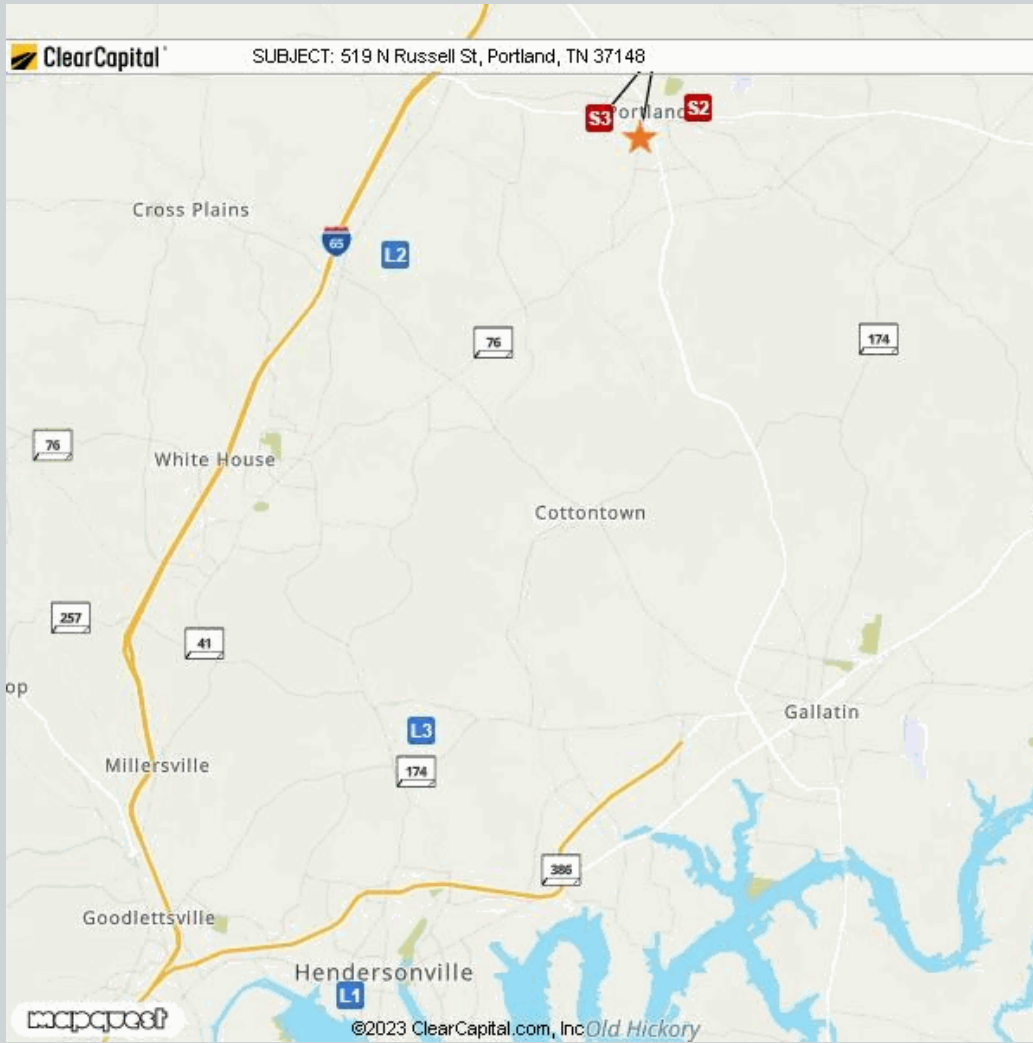 ClearCapital
SUBJECT: 519 N Russell St, Portland, TN 37148
S3
Portland
S2
Cross Plains
65
L2
76
174
76
White House
Cottontown
257
41
op
Gallatin
L3
174
Millersville
386
Goodlettsville
Hendersonville
L1
mapquest
©2023 ClearCapital.com, Inc
Old Hickory